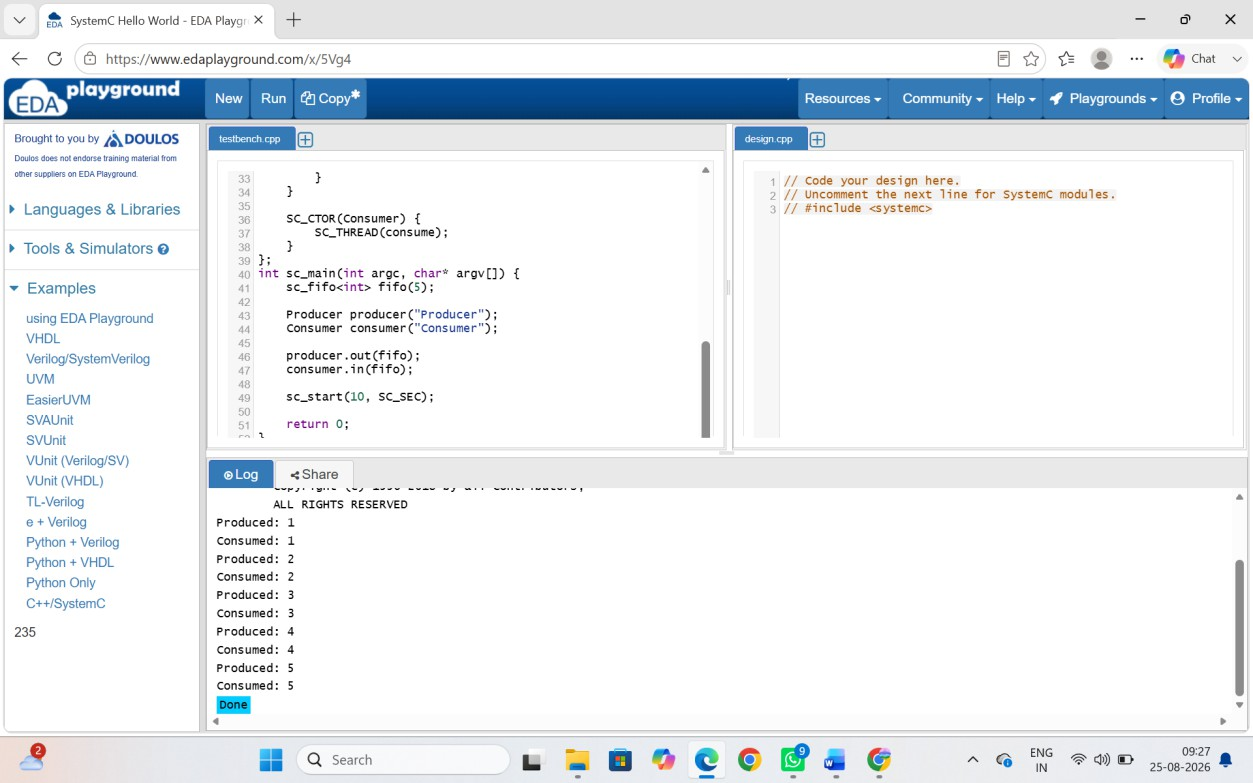 SystemC Hello World - EDA Playgr
https://www.edaplayground.com/x/5Vg4
Chat
EDA playground
New
Run
Copy*
Resources
Community
Help
Playgrounds
Profile
Brought to you by DOULOS
Doulos does not endorse training material from
other suppliers on EDA Playground.
Languages & Libraries
Tools & Simulators
Examples
using EDA Playground
VHDL
Verilog/SystemVerilog
UVM
EasierUVM
SVAUnit
SVUnit
VUnit (Verilog/SV)
VUnit (VHDL)
TL-Verilog
e + Verilog
Python + Verilog
Python + VHDL
Python Only
C++/SystemC
235
testbench.cpp
33         }
34     }
35
36     SC_CTOR(Consumer) {
37         SC_THREAD(consume);
38     }
39 };
40 int sc_main(int argc, char* argv[]) {
41     sc_fifo<int> fifo(5);
42
43     Producer producer("Producer");
44     Consumer consumer("Consumer");
45
46     producer.out(fifo);
47     consumer.in(fifo);
48
49     sc_start(10, SC_SEC);
50
51     return 0;
design.cpp
1 // Code your design here.
2 // Uncomment the next line for SystemC modules.
3 // #include <systemc>
Log
Share
ALL RIGHTS RESERVED
Produced: 1
Consumed: 1
Produced: 2
Consumed: 2
Produced: 3
Consumed: 3
Produced: 4
Consumed: 4
Produced: 5
Consumed: 5
Done
2
Search
9
ENG
IN
09:27
25-08-2026